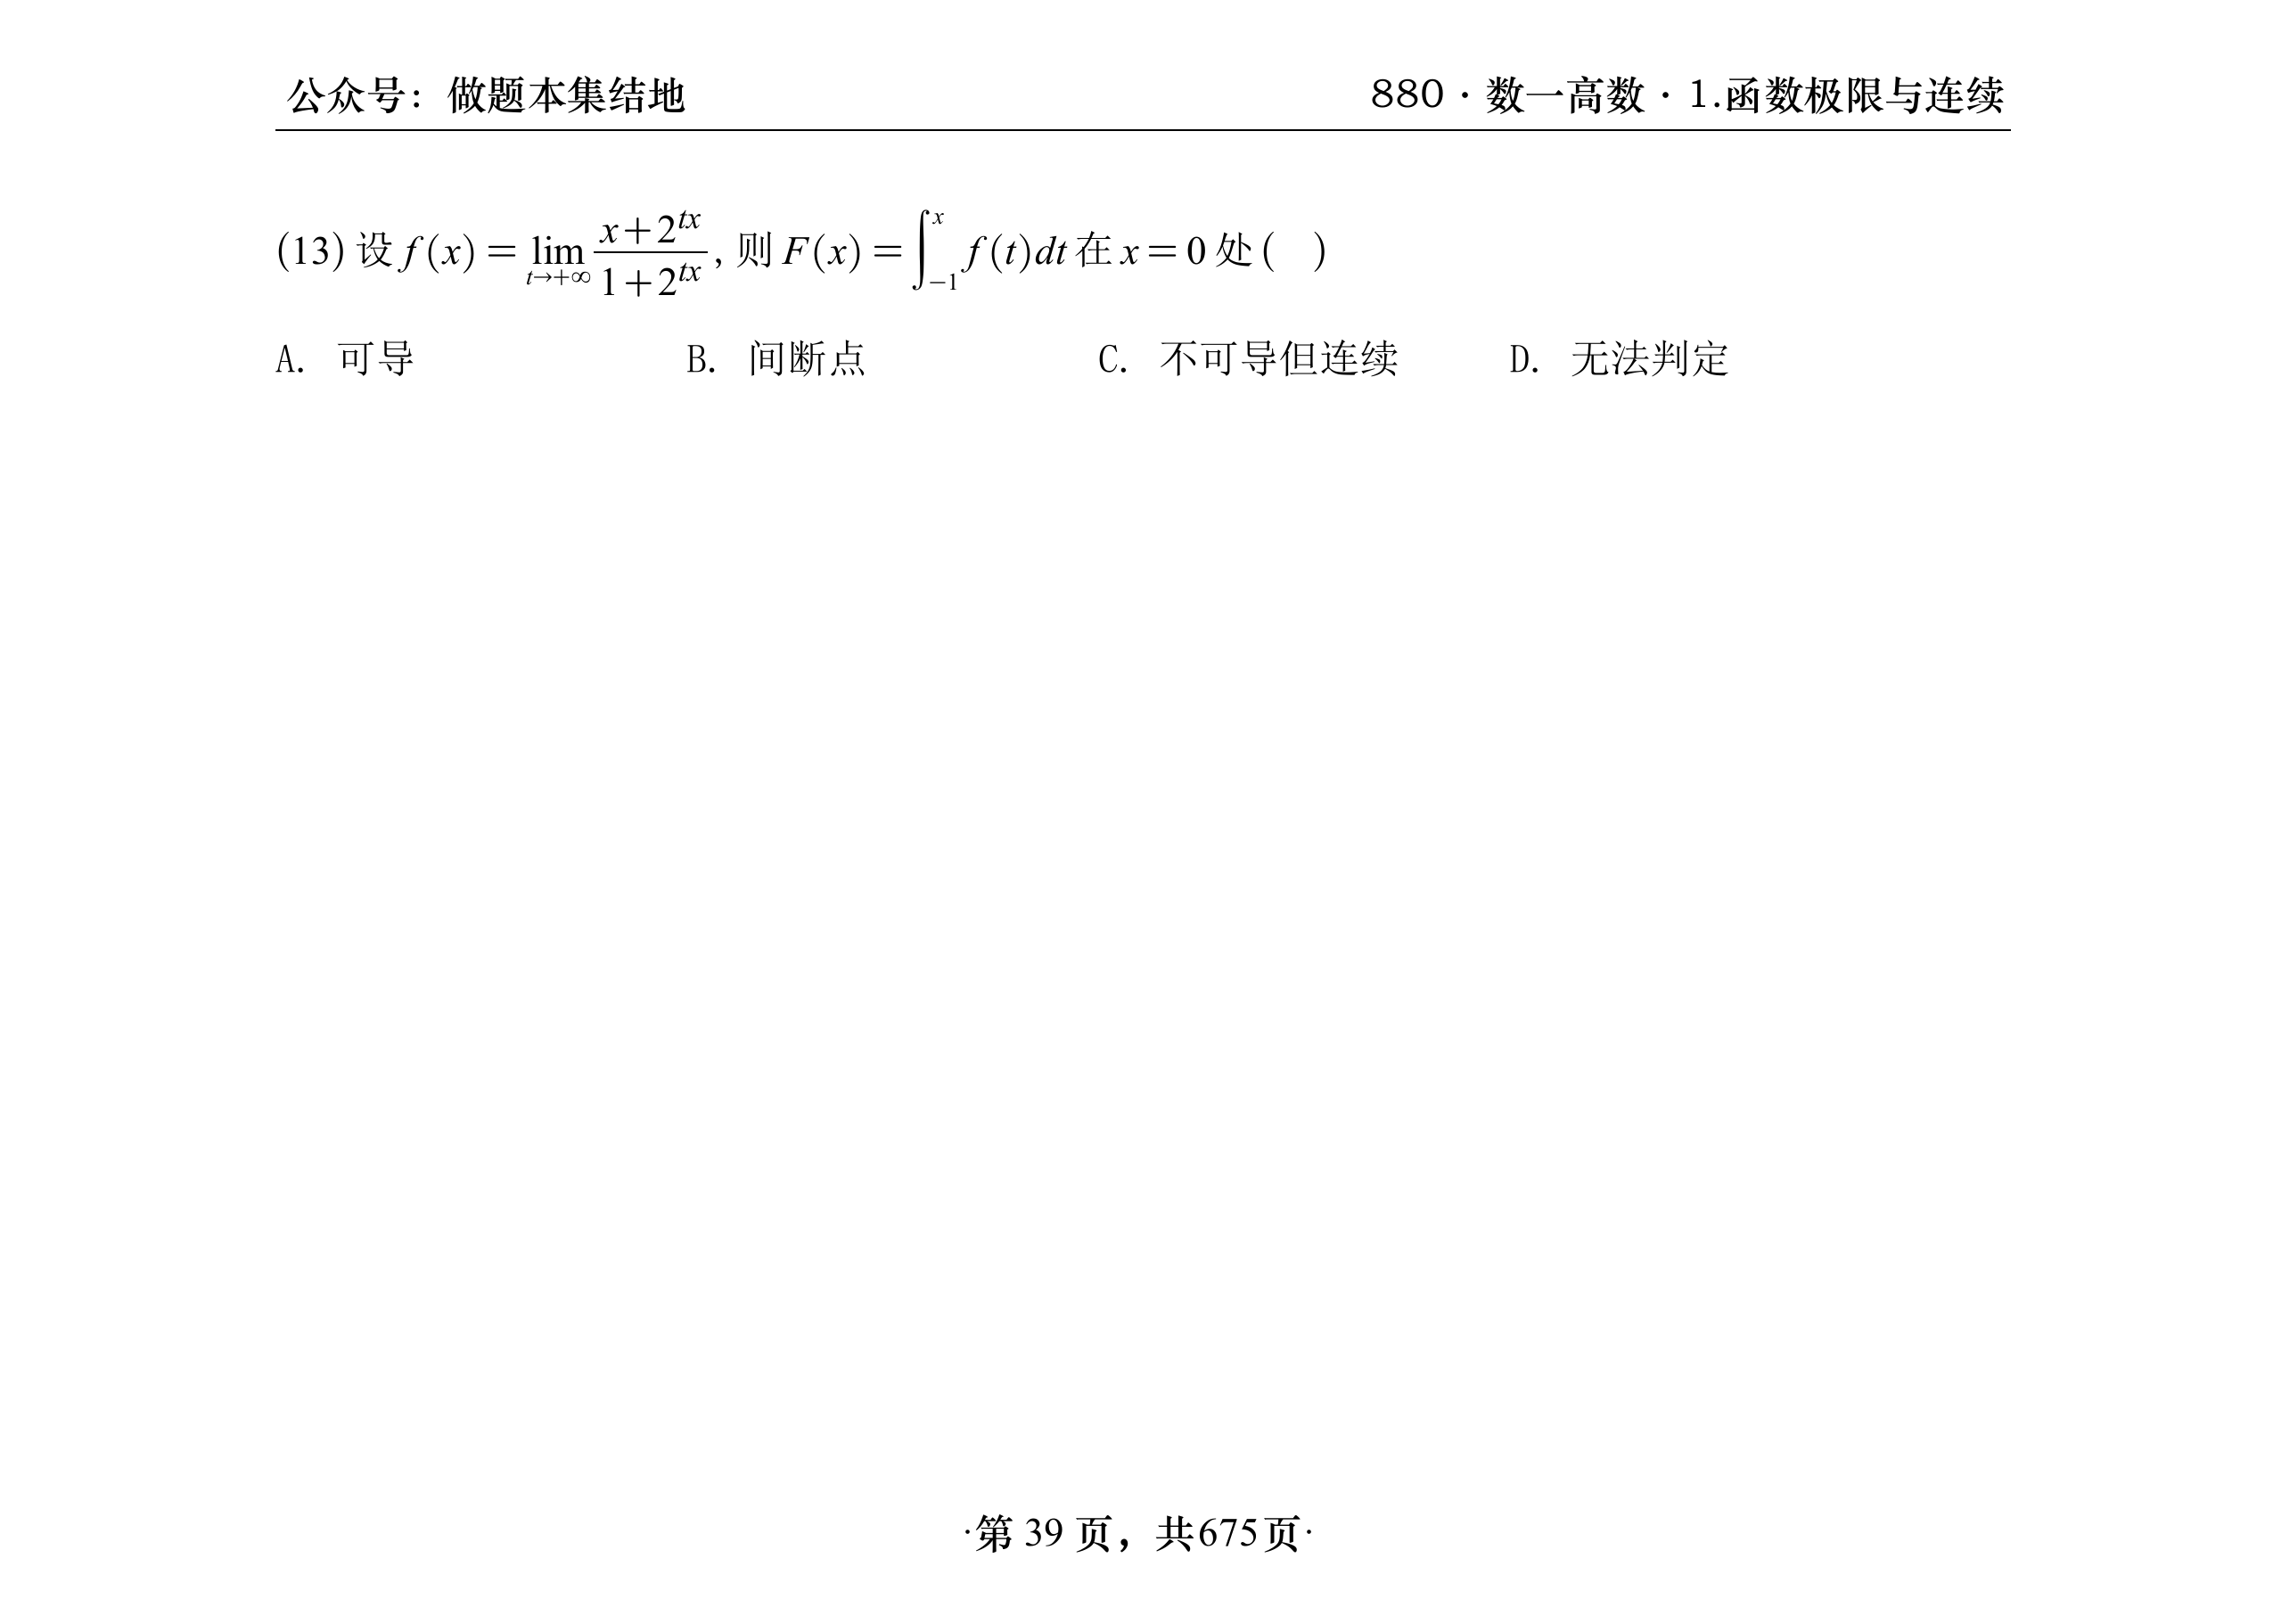 公众号：做题本集结地 880·数一高数·1.函数极限与连续
(13) 设 f(x) = lim_{t→+∞} \frac{x+2^{tx}}{1+2^{tx}}, 则 F(x) = ∫_{-1}^{x} f(t)dt 在 x=0 处( )
A. 可导 B. 间断点 C. 不可导但连续 D. 无法判定
·第 39 页，共675页·